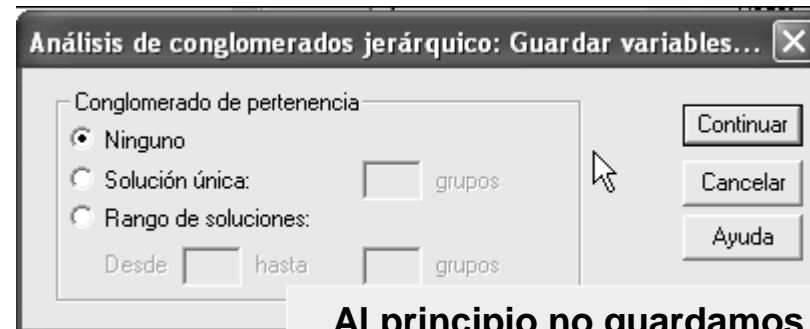 Análisis de conglomerados jerárquico: Guardar variables...
Conglomerado de pertenencia
Ninguno
Solución única: grupos
Rango de soluciones:
Desde hasta grupos
Continuar
Cancelar
Ayuda
Al principio no guardamos